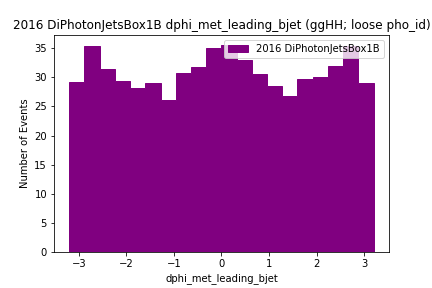 2016 DiPhotonJetsBox1B dphi_met_leading_bjet (ggHH; loose pho_id)
2016 DiPhotonJetsBox1B
Number of Events
35
30
25
20
15
10
5
0
−3 −2 −1 0 1 2 3
dphi_met_leading_bjet